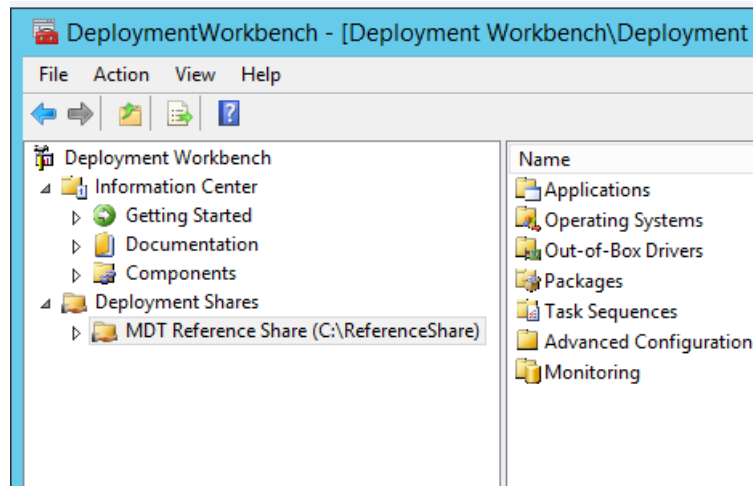 DeploymentWorkbench - [Deployment Workbench\Deployment
File Action View Help
Deployment Workbench
Information Center
Getting Started
Documentation
Components
Deployment Shares
MDT Reference Share (C:\ReferenceShare)
Name
Applications
Operating Systems
Out-of-Box Drivers
Packages
Task Sequences
Advanced Configuration
Monitoring